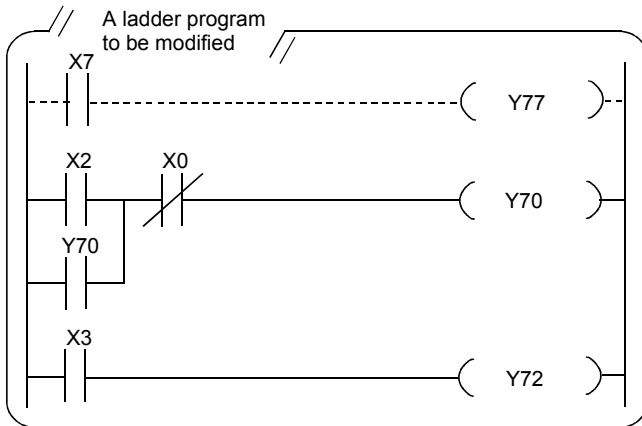 A ladder program
to be modified
X7
Y77
X2
X0
Y70
Y70
X3
Y72